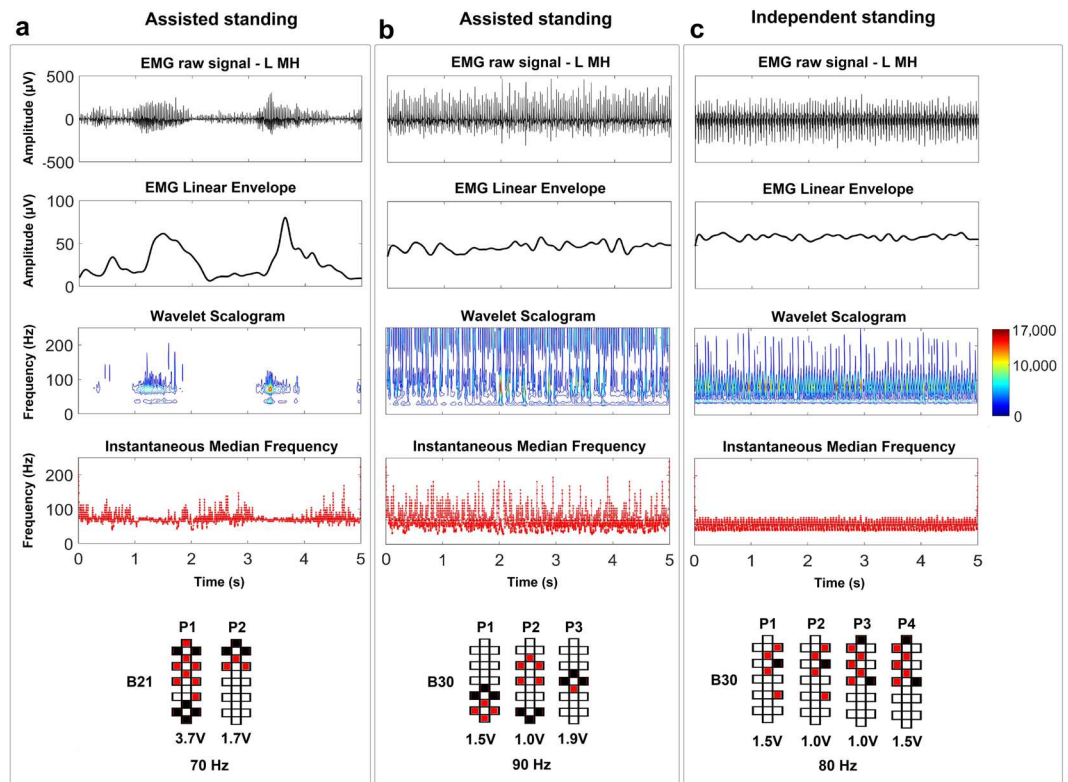 a
Assisted standing
b
Assisted standing
c
Independent standing
EMG raw signal - L MH
EMG raw signal - L MH
EMG raw signal - L MH
Amplitude (µV)
500
0
-500
EMG Linear Envelope
EMG Linear Envelope
EMG Linear Envelope
Amplitude (µV)
100
50
0
Wavelet Scalogram
Wavelet Scalogram
Wavelet Scalogram
Frequency (Hz)
200
100
0
17,000
10,000
0
Instantaneous Median Frequency
Instantaneous Median Frequency
Instantaneous Median Frequency
Frequency (Hz)
200
100
0
0 1 2 3 4 5
0 1 2 3 4 5
0 1 2 3 4 5
Time (s)
Time (s)
Time (s)
P1 P2
B21
3.7V 1.7V
70 Hz
P1 P2 P3
B30
1.5V 1.0V 1.9V
90 Hz
P1 P2 P3 P4
B30
1.5V 1.0V 1.0V 1.5V
80 Hz